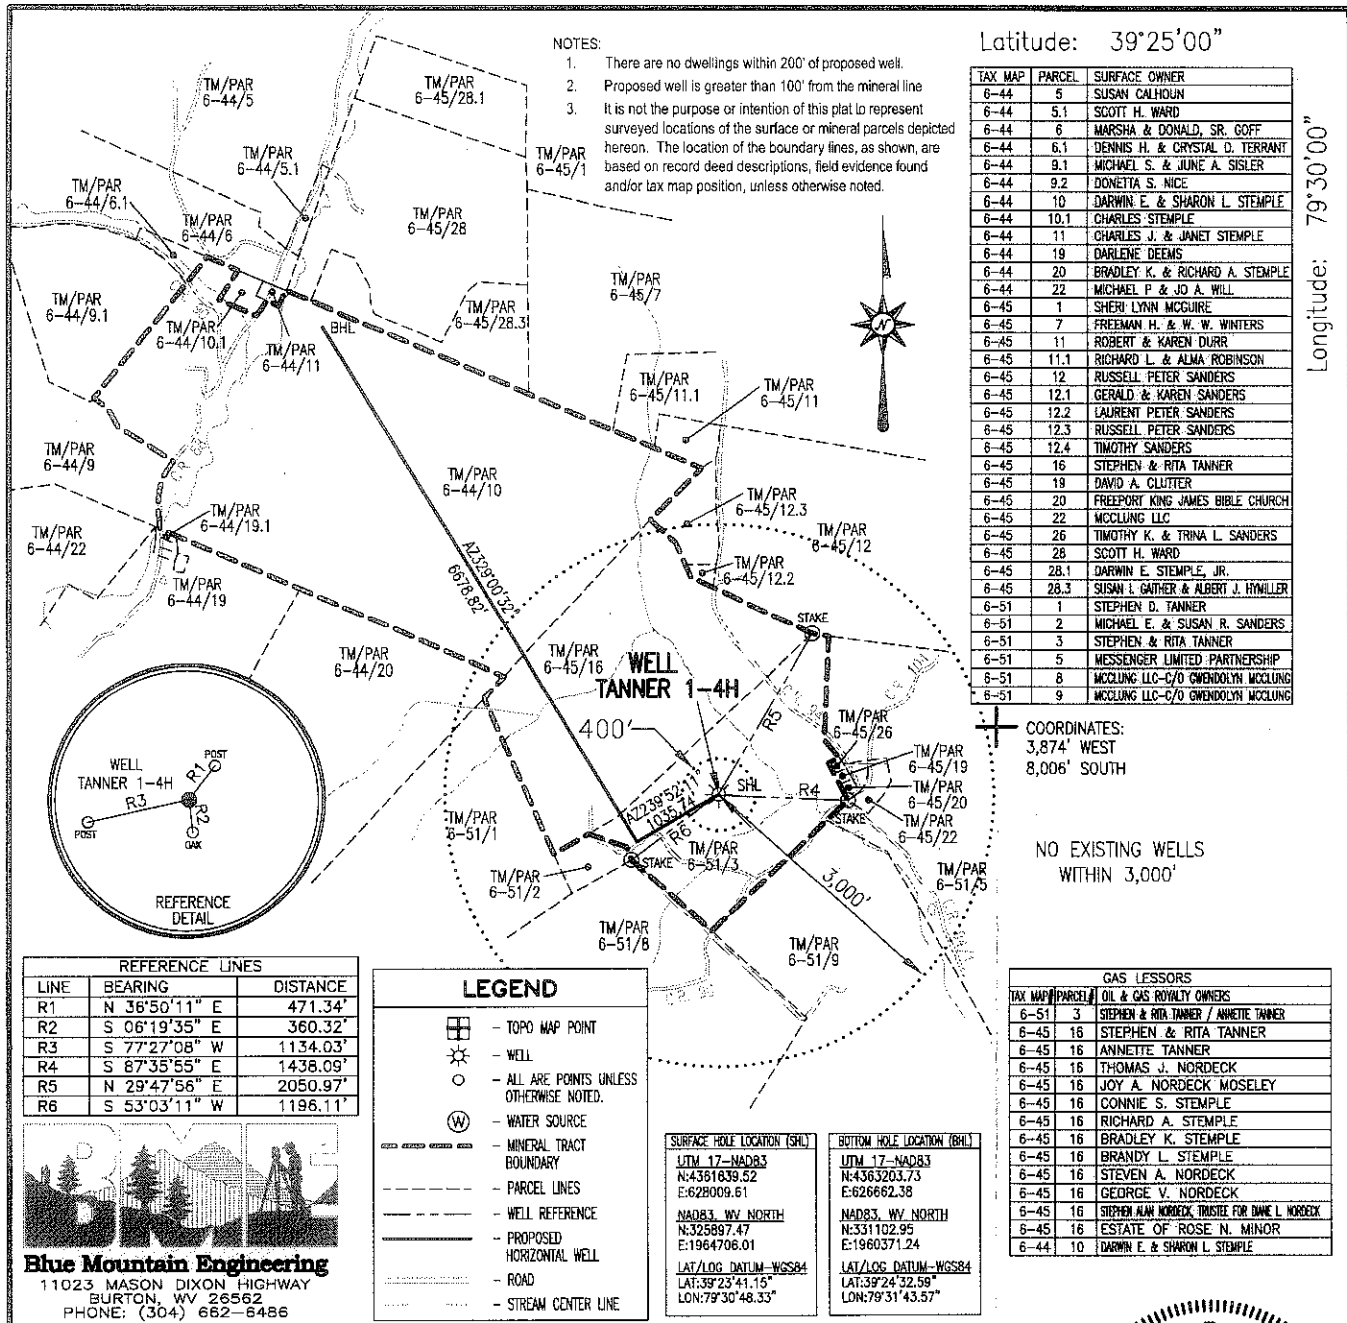 NOTES:
1. There are no dwellings within 200' of proposed well.
2. Proposed well is greater than 100' from the mineral line
3. It is not the purpose or intention of this plat to represent
surveyed locations of the surface or mineral parcels depicted
hereon. The location of the boundary lines, as shown, are
based on record deed descriptions, field evidence found
and/or tax map position, unless otherwise noted.
Latitude: 39°25'00"
Longitude: 79°30'00"
TAX MAP PARCEL SURFACE OWNER
6-44 5 SUSAN CALHOUN
6-44 5.1 SCOTT H. WARD
6-44 6 MARSHA & DONALD, SR. GOFF
6-44 6.1 DENNIS H. & CRYSTAL D. TERRANT
6-44 9.1 MICHAEL S. & JUNE A. SISLER
6-44 9.2 DONETTA S. NICE
6-44 10 DARWIN E. & SHARON L. STEMPLE
6-44 10.1 CHARLES STEMPLE
6-44 11 CHARLES J. & JANET STEMPLE
6-44 19 DARLENE DEEMS
6-44 20 BRADLEY K. & RICHARD A. STEMPLE
6-44 22 MICHAEL P & JO A. WILL
6-45 1 SHERI LYNN MCGUIRE
6-45 7 FREEMAN H. & W. W. WINTERS
6-45 11 ROBERT & KAREN DURR
6-45 11.1 RICHARD L. & ALMA ROBINSON
6-45 12 RUSSELL PETER SANDERS
6-45 12.1 GERALD & KAREN SANDERS
6-45 12.2 LAURENT PETER SANDERS
6-45 12.3 RUSSELL PETER SANDERS
6-45 12.4 TIMOTHY SANDERS
6-45 16 STEPHEN & RITA TANNER
6-45 19 DAVID A. CLUTTER
6-45 20 FREEPORT KING JAMES BIBLE CHURCH
6-45 22 MCCLUNG LLC
6-45 26 TIMOTHY K. & TRINA L. SANDERS
6-45 28 SCOTT H. WARD
6-45 28.1 DARWIN E. STEMPLE, JR.
6-45 28.3 SUSAN I. GAITHER & ALBERT J. HYMILLER
6-51 1 STEPHEN D. TANNER
6-51 2 MICHAEL E. & SUSAN R. SANDERS
6-51 3 STEPHEN & RITA TANNER
6-51 5 MESSENGER LIMITED PARTNERSHIP
6-51 8 MCCLUNG LLC-C/O GWENDOLYN MCCLUNG
6-51 9 MCCLUNG LLC-C/O GWENDOLYN MCCLUNG
TM/PAR
6-44/5
TM/PAR
6-45/28.1
TM/PAR
6-44/5.1
TM/PAR
6-45/1
TM/PAR
6-44/6.1
TM/PAR
6-44/6
TM/PAR
6-45/28
TM/PAR
6-45/7
TM/PAR
6-44/9.1
TM/PAR
6-44/10.1
BHL
TM/PAR
6-45/28.3
TM/PAR
6-44/11
N
TM/PAR
6-45/11.1
TM/PAR
6-45/11
TM/PAR
6-44/9
TM/PAR
6-44/10
TM/PAR
6-45/12.3
TM/PAR
6-44/19.1
TM/PAR
6-44/22
TM/PAR
6-45/12
AZ329°00'32"
6678.82'
TM/PAR
6-45/12.2
TM/PAR
6-44/19
STAKE
TM/PAR
6-44/20
TM/PAR
6-45/16
WELL
TANNER 1-4H
400'
R5
TM/PAR
6-45/26
TM/PAR
6-45/19
TM/PAR
6-45/20
TM/PAR
6-45/22
SHL
R4
STAKE
AZ239°52'11"
1035.74'
R6
STAKE
TM/PAR
6-51/1
TM/PAR
6-51/3
TM/PAR
6-51/2
TM/PAR
6-51/5
3,000'
TM/PAR
6-51/8
TM/PAR
6-51/9
COORDINATES:
3,874' WEST
8,006' SOUTH
NO EXISTING WELLS
WITHIN 3,000'
WELL
TANNER 1-4H
POST
R1
R3
R2
POST
OAK
REFERENCE
DETAIL
REFERENCE LINES
LINE BEARING DISTANCE
R1 N 36°50'11" E 471.34'
R2 S 06°19'35" E 360.32'
R3 S 77°27'08" W 1134.03'
R4 S 87°35'55" E 1438.09'
R5 N 29°47'56" E 2050.97'
R6 S 53°03'11" W 1196.11'
BME
Blue Mountain Engineering
11023 MASON DIXON HIGHWAY
BURTON, WV 26562
PHONE: (304) 662-6486
LEGEND
- TOPO MAP POINT
- WELL
- ALL ARE POINTS UNLESS
OTHERWISE NOTED.
W - WATER SOURCE
- MINERAL TRACT
BOUNDARY
- PARCEL LINES
- WELL REFERENCE
- PROPOSED
HORIZONTAL WELL
- ROAD
- STREAM CENTER LINE
SURFACE HOLE LOCATION (SHL)
UTM 17-NAD83
N:4361639.52
E:628009.61
NAD83, WV NORTH
N:325897.47
E:1964706.01
LAT/LOG DATUM-WGS84
LAT:39°23'41.15"
LON:79°30'48.33"
BOTTOM HOLE LOCATION (BHL)
UTM 17-NAD83
N:4363203.73
E:626662.38
NAD83, WV NORTH
N:331102.95
E:1960371.24
LAT/LOG DATUM-WGS84
LAT:39°24'32.59"
LON:79°31'43.57"
GAS LESSORS
TAX MAP# PARCEL# OIL & GAS ROYALTY OWNERS
6-51 3 STEPHEN & RITA TANNER / ANNETTE TANNER
6-45 16 STEPHEN & RITA TANNER
6-45 16 ANNETTE TANNER
6-45 16 THOMAS J. NORDECK
6-45 16 JOY A. NORDECK MOSELEY
6-45 16 CONNIE S. STEMPLE
6-45 16 RICHARD A. STEMPLE
6-45 16 BRADLEY K. STEMPLE
6-45 16 BRANDY L. STEMPLE
6-45 16 STEVEN A. NORDECK
6-45 16 GEORGE V. NORDECK
6-45 16 STEPHEN ALAN NORDECK, TRUSTEE FOR DIANE L. NORDECK
6-45 16 ESTATE OF ROSE N. MINOR
6-44 10 DARWIN E. & SHARON L. STEMPLE